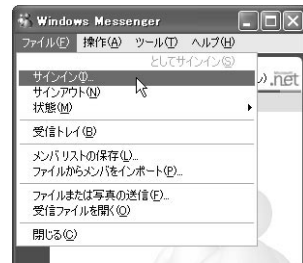 Windows Messenger
ファイル(F) 操作(A) ツール(T) ヘルプ(H)
としてサインイン(S)
サインイン(I)...
サインアウト(N)
状態(M)
受信トレイ(B)
メンバ リストの保存(L)...
ファイルからメンバをインポート(P)...
ファイルまたは写真の送信(F)...
受信ファイルを開く(O)
閉じる(C)
.net